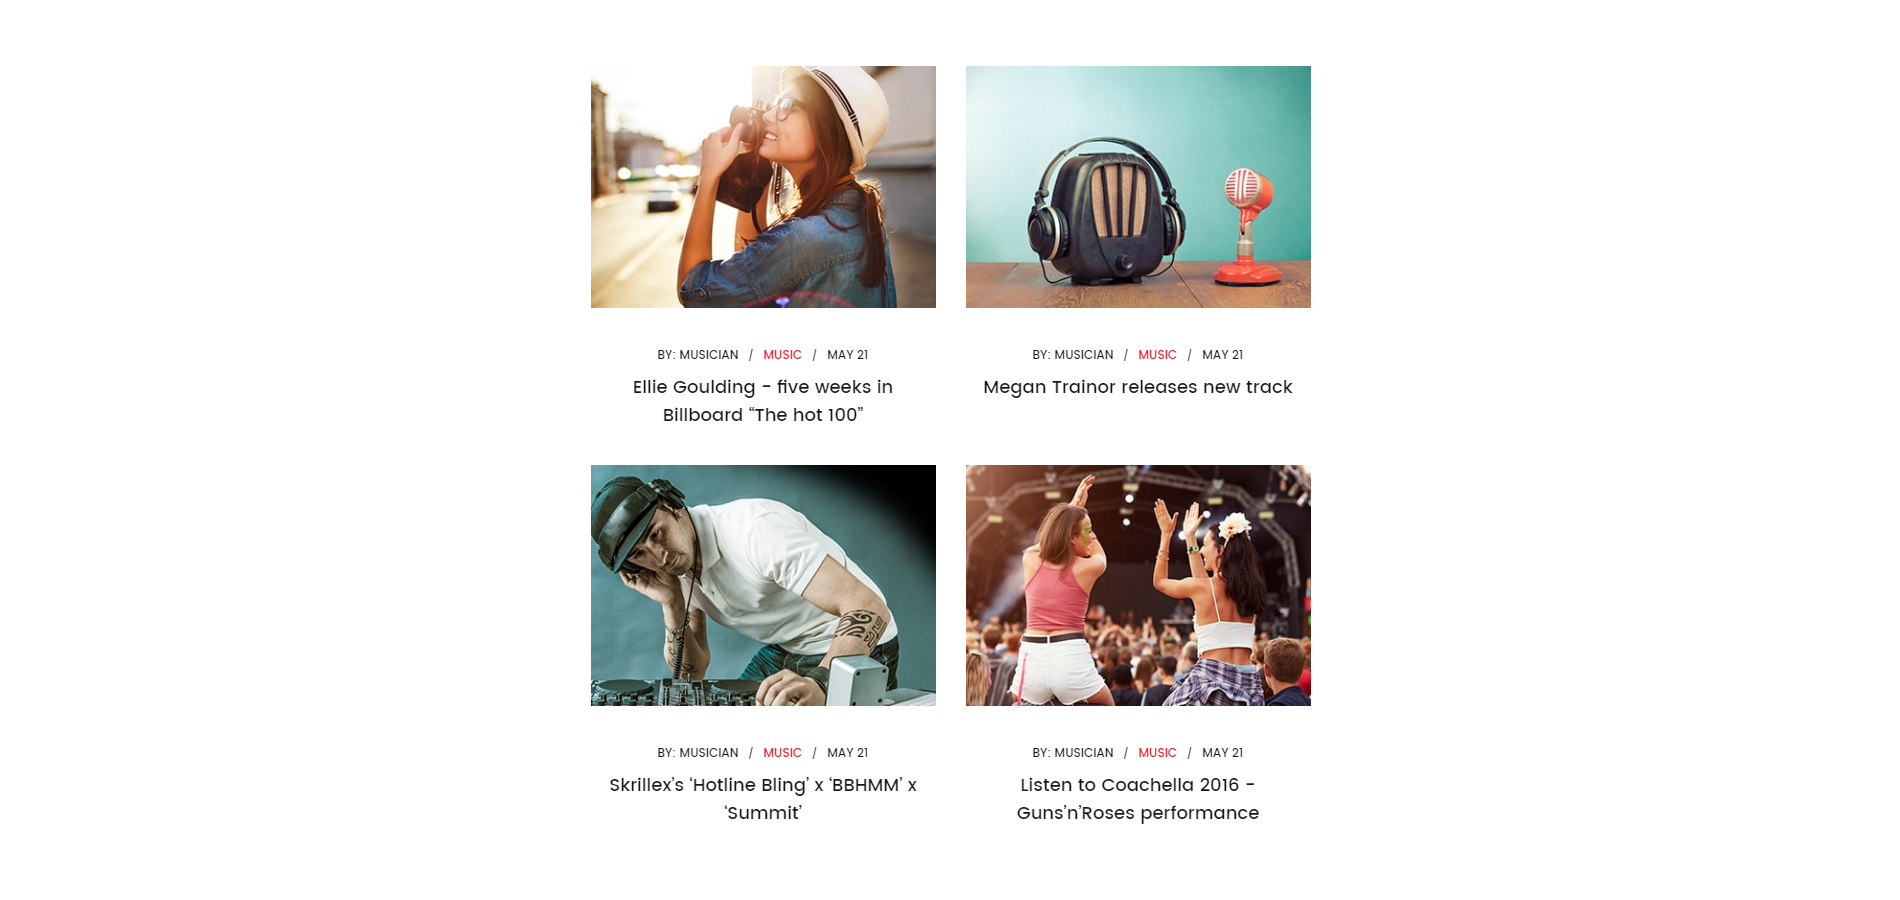 BY: MUSICIAN / MUSIC / MAY 21
Ellie Goulding - five weeks in
Billboard “The hot 100”
BY: MUSICIAN / MUSIC / MAY 21
Megan Trainor releases new track
BY: MUSICIAN / MUSIC / MAY 21
Skrillex’s ‘Hotline Bling’ x ‘BBHMM’ x
‘Summit’
BY: MUSICIAN / MUSIC / MAY 21
Listen to Coachella 2016 -
Guns’n’Roses performance